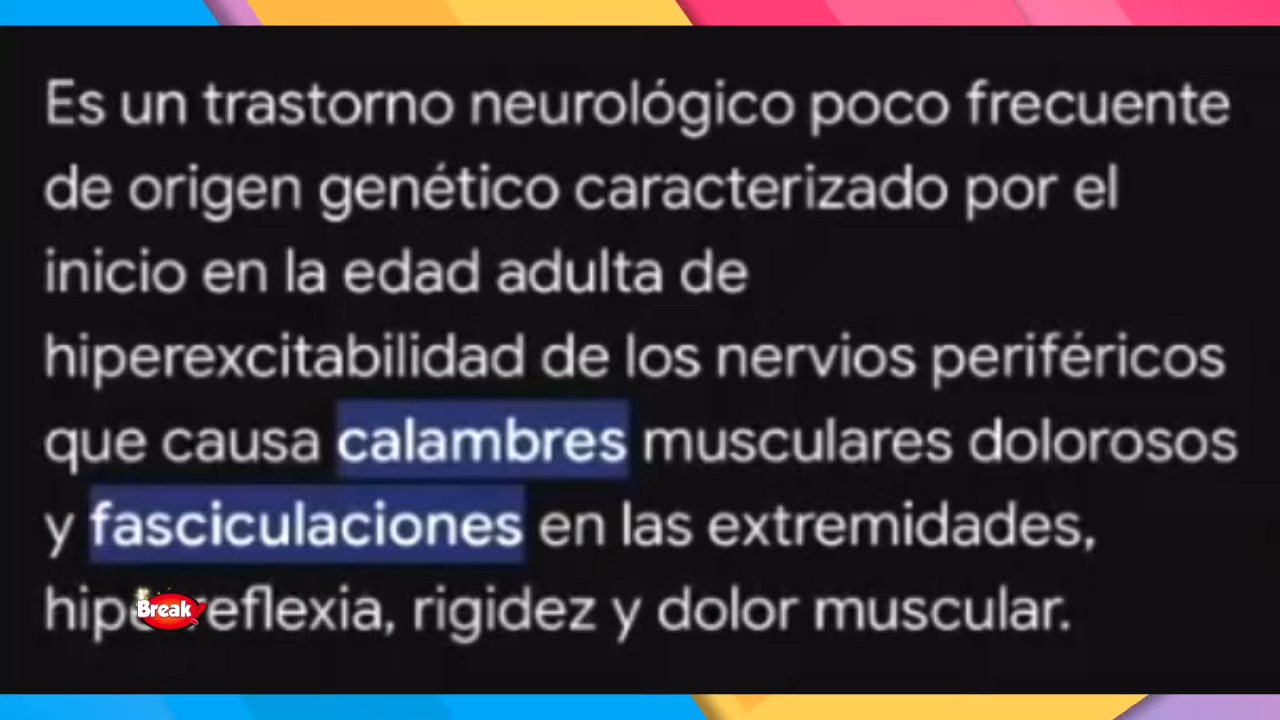 Es un trastorno neurológico poco frecuente
de origen genético caracterizado por el
inicio en la edad adulta de
hiperexcitabilidad de los nervios periféricos
que causa calambres musculares dolorosos
y fasciculaciones en las extremidades,
rigidez y dolor muscular.
Break